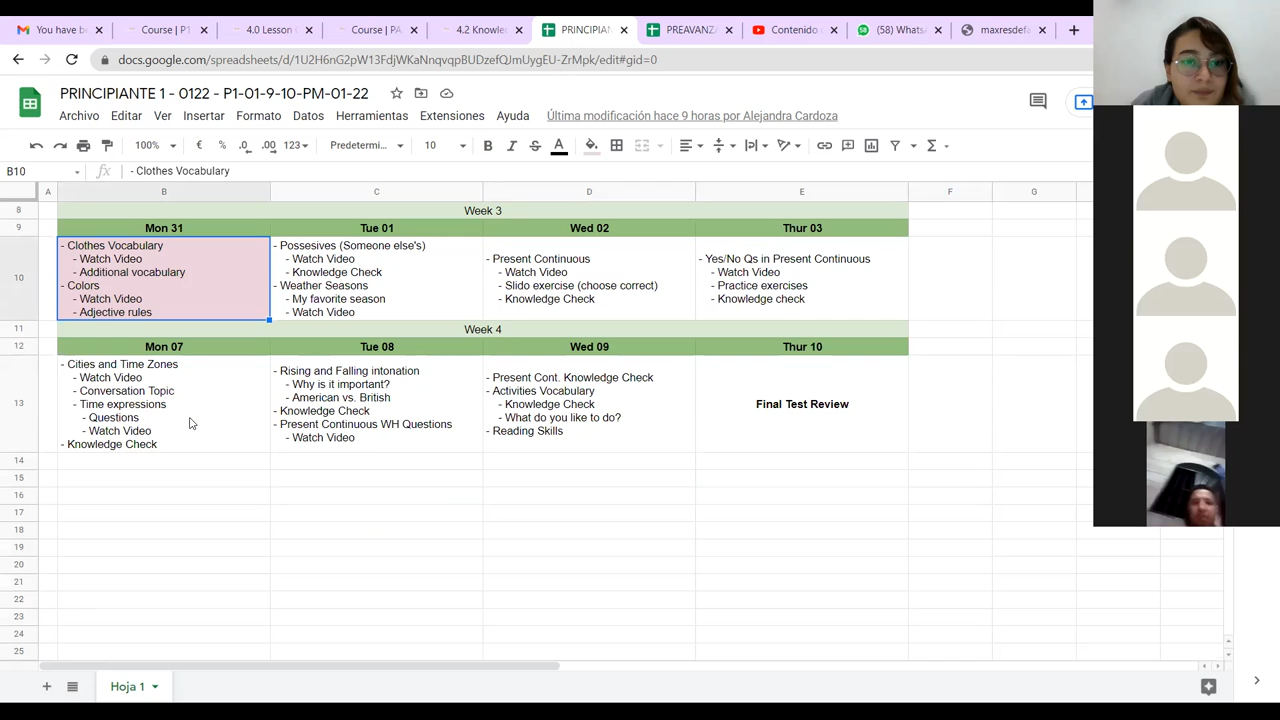 You have b
Course | P1
4.0 Lesson
Course | PA
4.2 Knowle
PRINCIPIAN
PREAVANZ
Contenido
(58) Whats
maxresdef
docs.google.com/spreadsheets/d/1U2H6nG2pW13FdjWKaNnqvqpBUDzefQJmUygEU-ZrMpk/edit#gid=0
PRINCIPIANTE 1 - 0122 - P1-01-9-10-PM-01-22
Archivo Editar Ver Insertar Formato Datos Herramientas Extensiones Ayuda Última modificación hace 9 horas por Alejandra Cardoza
100% € % .0 .00 123 Predetermi... 10 B I S A Σ
B10 fx - Clothes Vocabulary
A B C D E F G
8 Week 3
9 Mon 31 Tue 01 Wed 02 Thur 03
10
- Clothes Vocabulary
- Watch Video
- Additional vocabulary
- Colors
- Watch Video
- Adjective rules
- Possesives (Someone else's)
- Watch Video
- Knowledge Check
- Weather Seasons
- My favorite season
- Watch Video
- Present Continuous
- Watch Video
- Slido exercise (choose correct)
- Knowledge Check
- Yes/No Qs in Present Continuous
- Watch Video
- Practice exercises
- Knowledge check
11 Week 4
12 Mon 07 Tue 08 Wed 09 Thur 10
13
- Cities and Time Zones
- Watch Video
- Conversation Topic
- Time expressions
- Questions
- Watch Video
- Knowledge Check
- Rising and Falling intonation
- Why is it important?
- American vs. British
- Knowledge Check
- Present Continuous WH Questions
- Watch Video
- Present Cont. Knowledge Check
- Activities Vocabulary
- Knowledge Check
- What do you like to do?
- Reading Skills
Final Test Review
14
15
16
17
18
19
20
21
22
23
24
25
Hoja 1